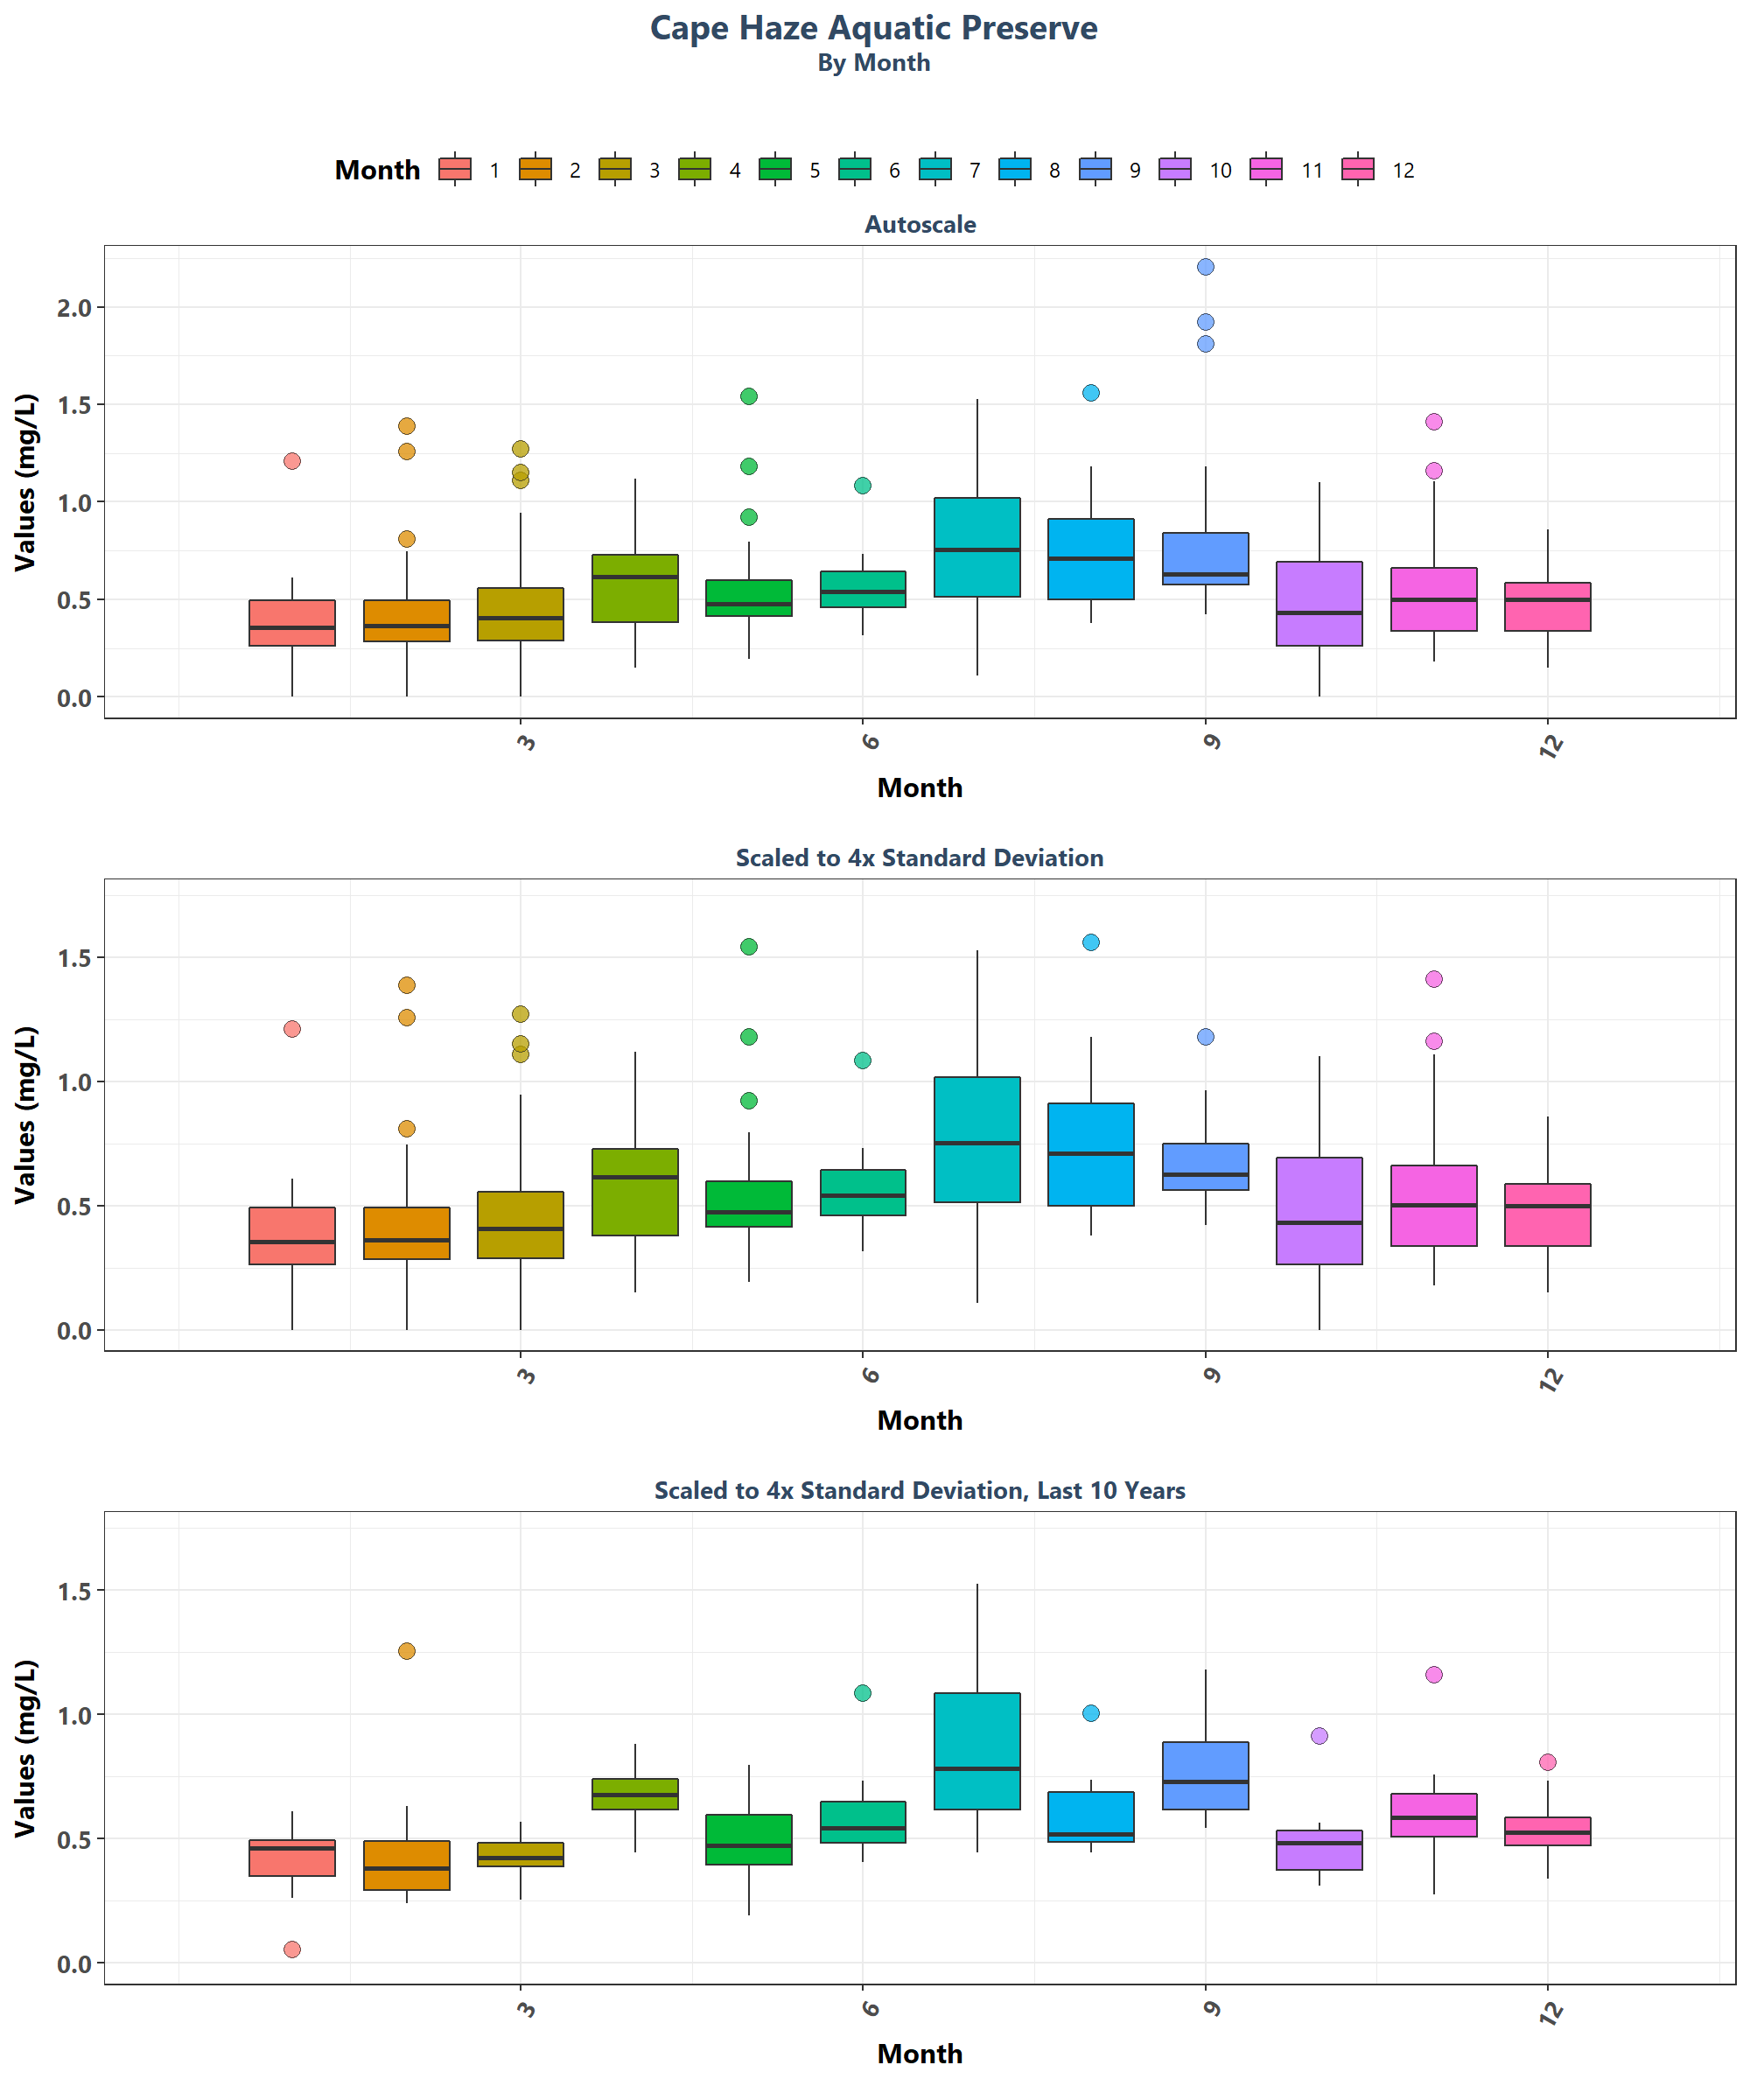 Cape Haze Aquatic Preserve
By Month
Month 1 2 3 4 5 6 7 8 9 10 11 12
Autoscale
Values (mg/L)
2.0
1.5
1.0
0.5
0.0
3 6 9 12
Month
Scaled to 4x Standard Deviation
Values (mg/L)
1.5
1.0
0.5
0.0
3 6 9 12
Month
Scaled to 4x Standard Deviation, Last 10 Years
Values (mg/L)
1.5
1.0
0.5
0.0
3 6 9 12
Month